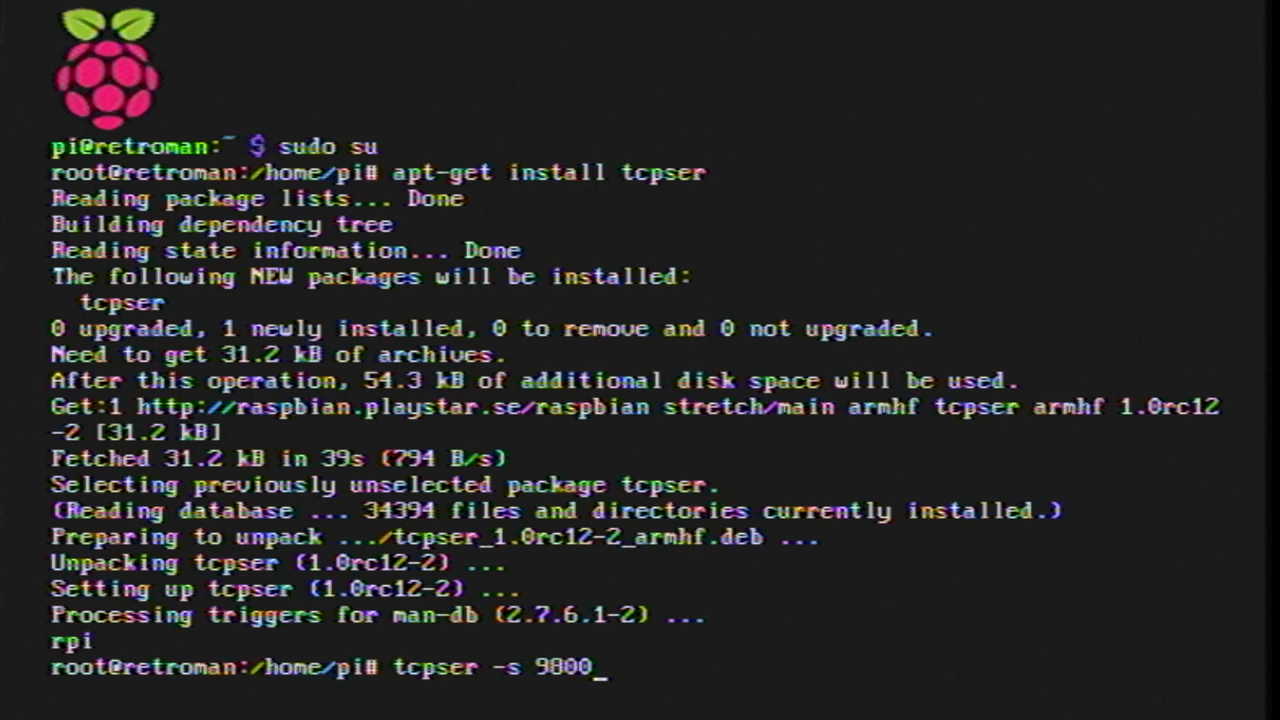 pi@retroman:~ $ sudo su
root@retroman:/home/pi# apt-get install tcpser
Reading package lists... Done
Building dependency tree
Reading state information... Done
The following NEW packages will be installed:
  tcpser
0 upgraded, 1 newly installed, 0 to remove and 0 not upgraded.
Need to get 31.2 kB of archives.
After this operation, 54.3 kB of additional disk space will be used.
Get:1 http://raspbian.playstar.se/raspbian stretch/main armhf tcpser armhf 1.0rc12
-2 [31.2 kB]
Fetched 31.2 kB in 39s (794 B/s)
Selecting previously unselected package tcpser.
(Reading database ... 34394 files and directories currently installed.)
Preparing to unpack .../tcpser_1.0rc12-2_armhf.deb ...
Unpacking tcpser (1.0rc12-2) ...
Setting up tcpser (1.0rc12-2) ...
Processing triggers for man-db (2.7.6.1-2) ...
rpi
root@retroman:/home/pi# tcpser -s 9800_